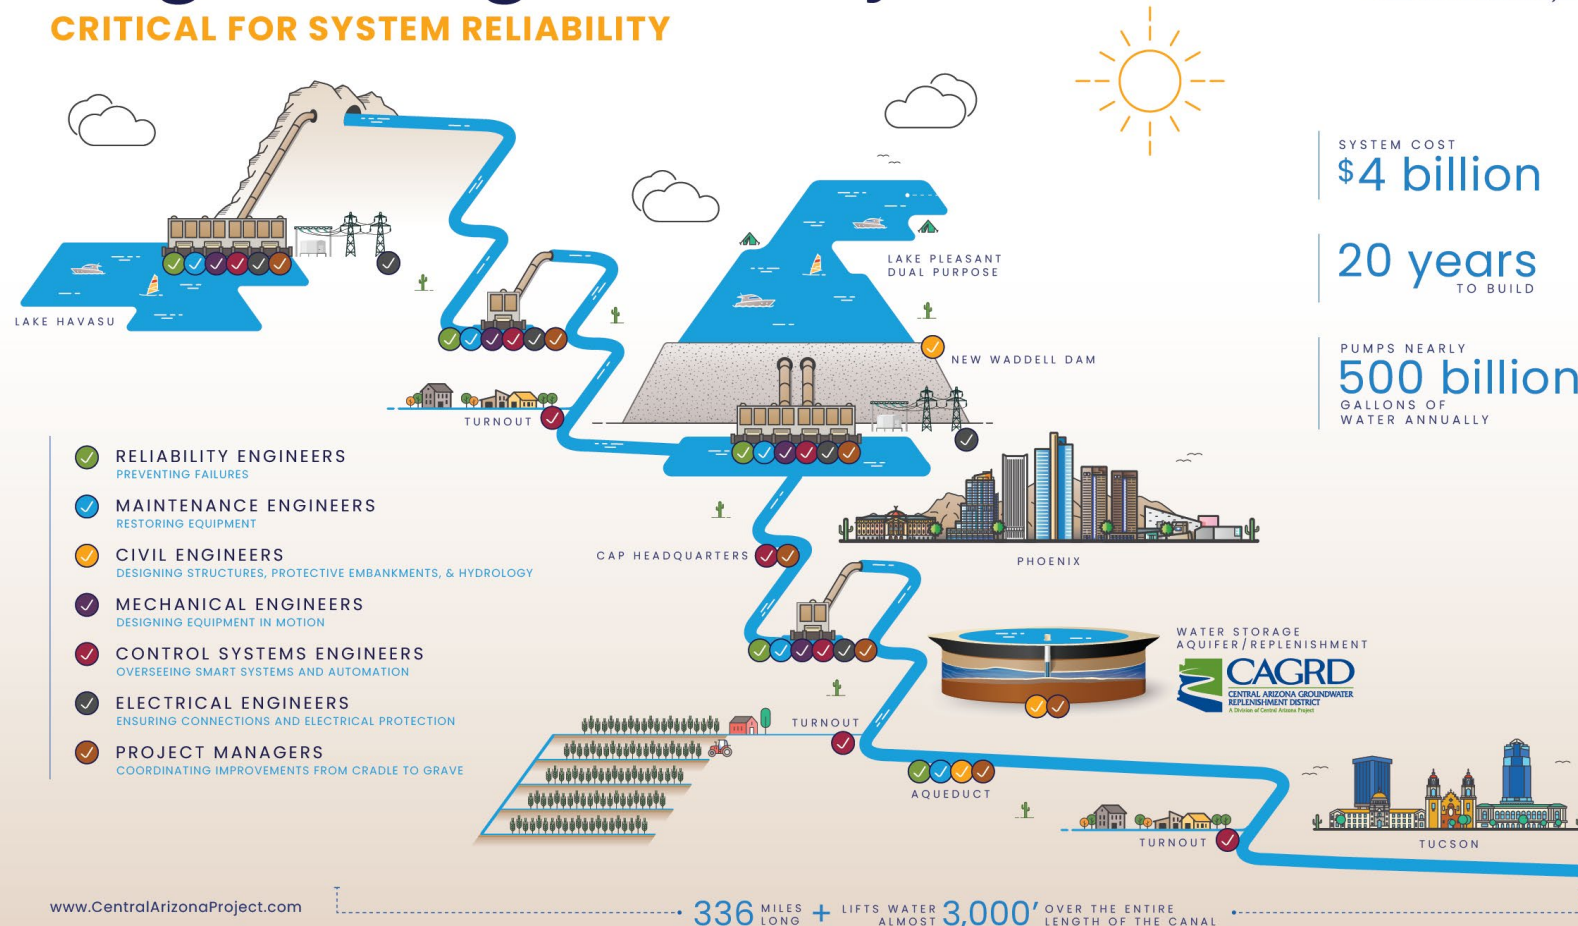 CRITICAL FOR SYSTEM RELIABILITY
SYSTEM COST
$4 billion
20 years
TO BUILD
PUMPS NEARLY
500 billion
GALLONS OF
WATER ANNUALLY
LAKE HAVASU
LAKE PLEASANT
DUAL PURPOSE
NEW WADDELL DAM
TURNOUT
RELIABILITY ENGINEERS
PREVENTING FAILURES
MAINTENANCE ENGINEERS
RESTORING EQUIPMENT
CIVIL ENGINEERS
DESIGNING STRUCTURES, PROTECTIVE EMBANKMENTS, & HYDROLOGY
MECHANICAL ENGINEERS
DESIGNING EQUIPMENT IN MOTION
CONTROL SYSTEMS ENGINEERS
OVERSEEING SMART SYSTEMS AND AUTOMATION
ELECTRICAL ENGINEERS
ENSURING CONNECTIONS AND ELECTRICAL PROTECTION
PROJECT MANAGERS
COORDINATING IMPROVEMENTS FROM CRADLE TO GRAVE
CAP HEADQUARTERS
PHOENIX
WATER STORAGE
AQUIFER/REPLENISHMENT
CAGRD
CENTRAL ARIZONA GROUNDWATER
REPLENISHMENT DISTRICT
A Division of Central Arizona Project
TURNOUT
AQUEDUCT
TURNOUT
TUCSON
www.CentralArizonaProject.com
336 MILES LONG + LIFTS WATER ALMOST 3,000' OVER THE ENTIRE LENGTH OF THE CANAL